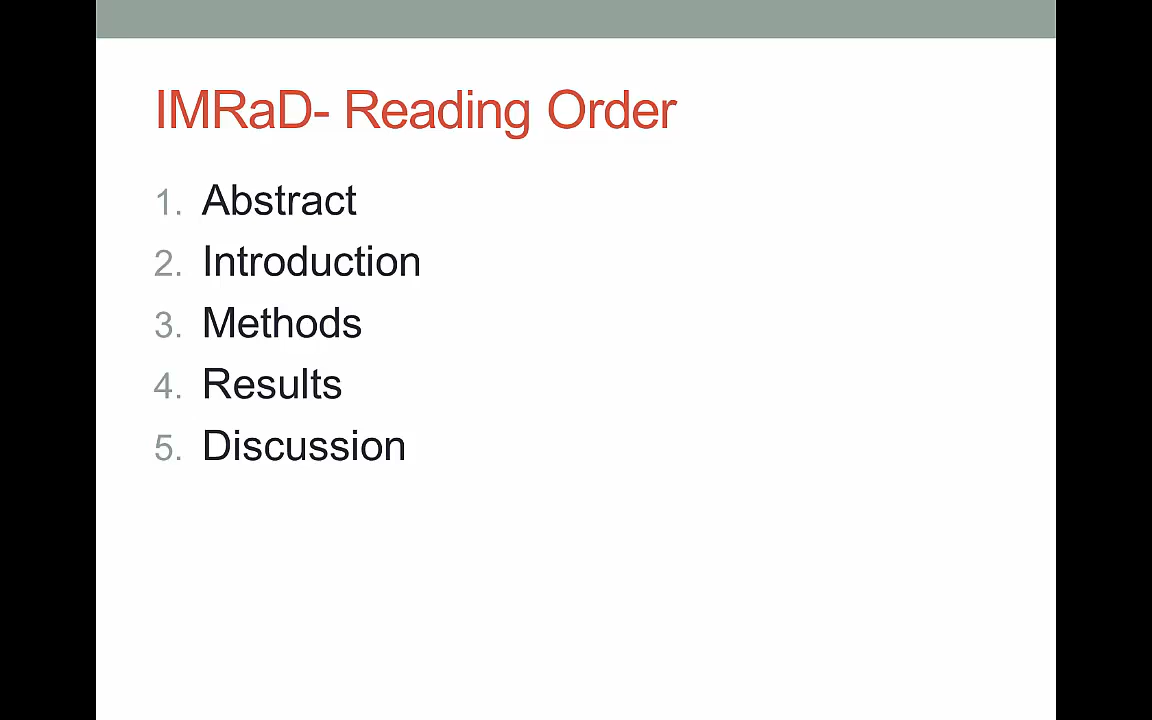 IMRaD- Reading Order
1. Abstract
2. Introduction
3. Methods
4. Results
5. Discussion